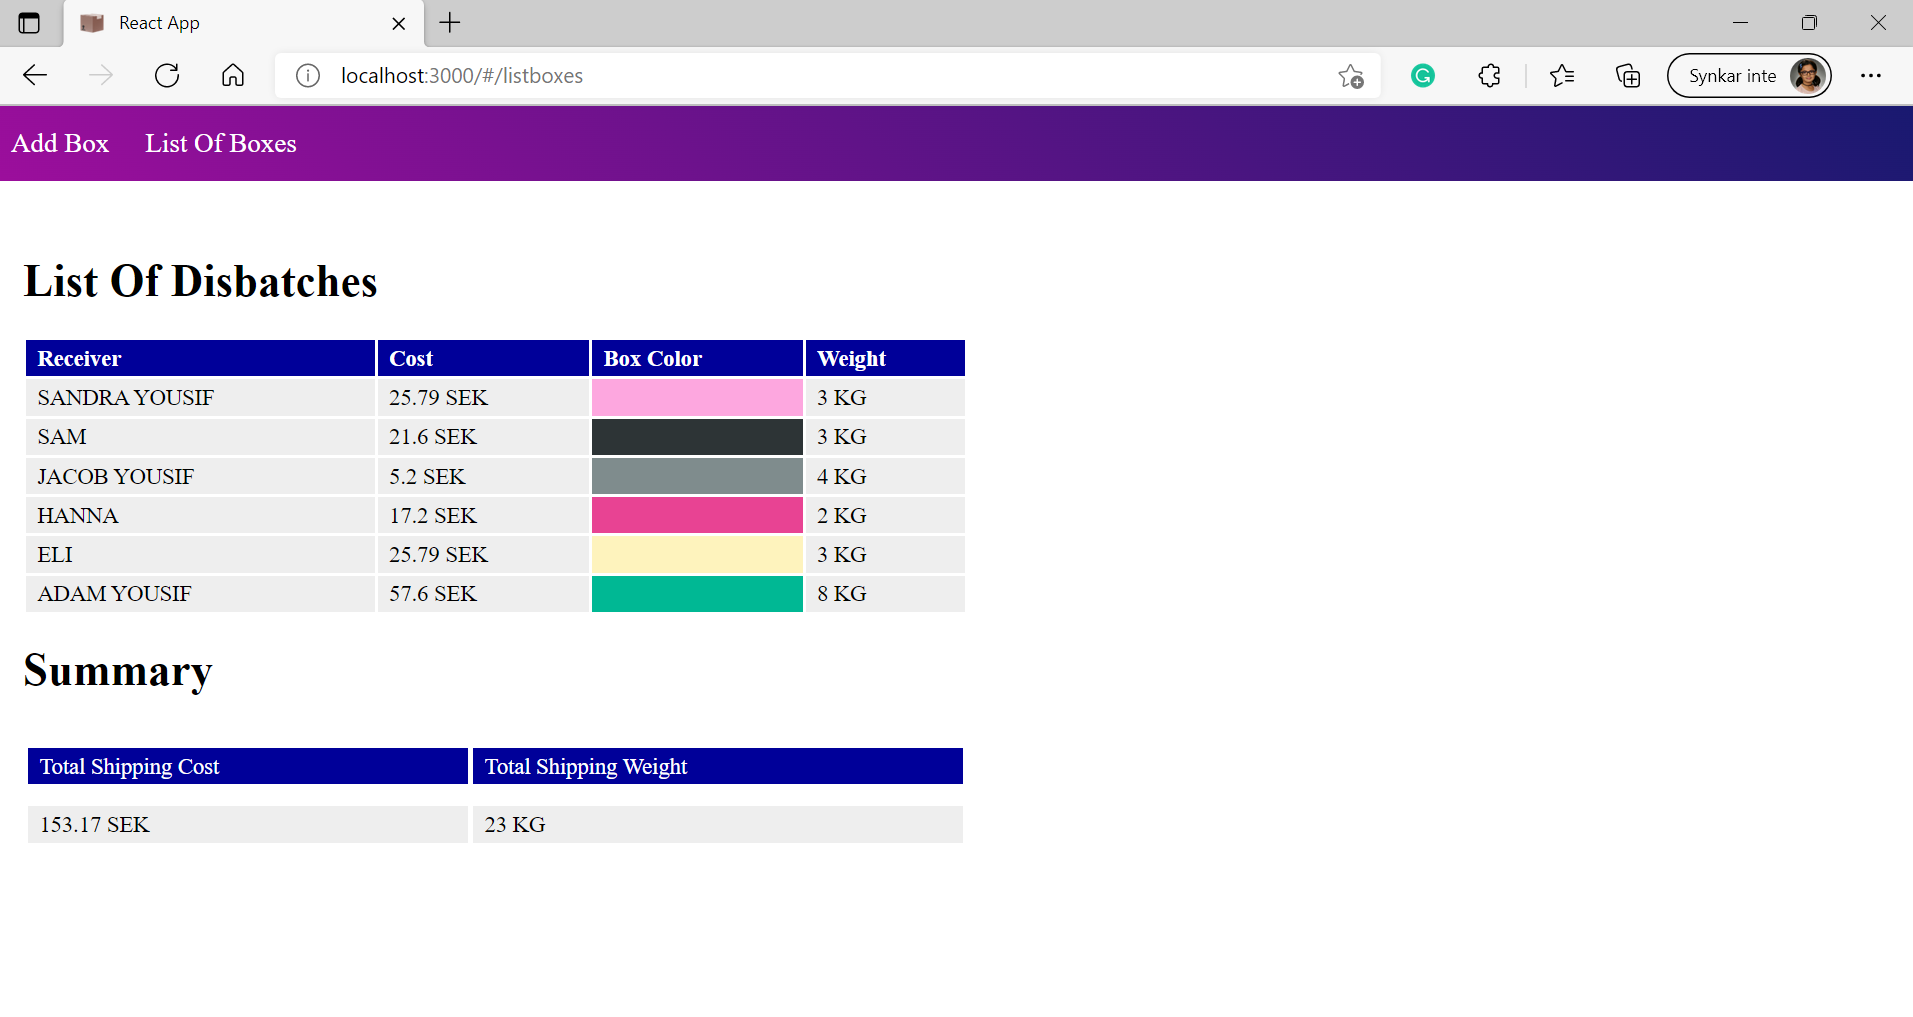 React App
localhost:3000/#/listboxes
Synkar inte
Add Box List Of Boxes
List Of Disbatches
Receiver Cost Box Color Weight
SANDRA YOUSIF 25.79 SEK 3 KG
SAM 21.6 SEK 3 KG
JACOB YOUSIF 5.2 SEK 4 KG
HANNA 17.2 SEK 2 KG
ELI 25.79 SEK 3 KG
ADAM YOUSIF 57.6 SEK 8 KG
Summary
Total Shipping Cost Total Shipping Weight
153.17 SEK 23 KG